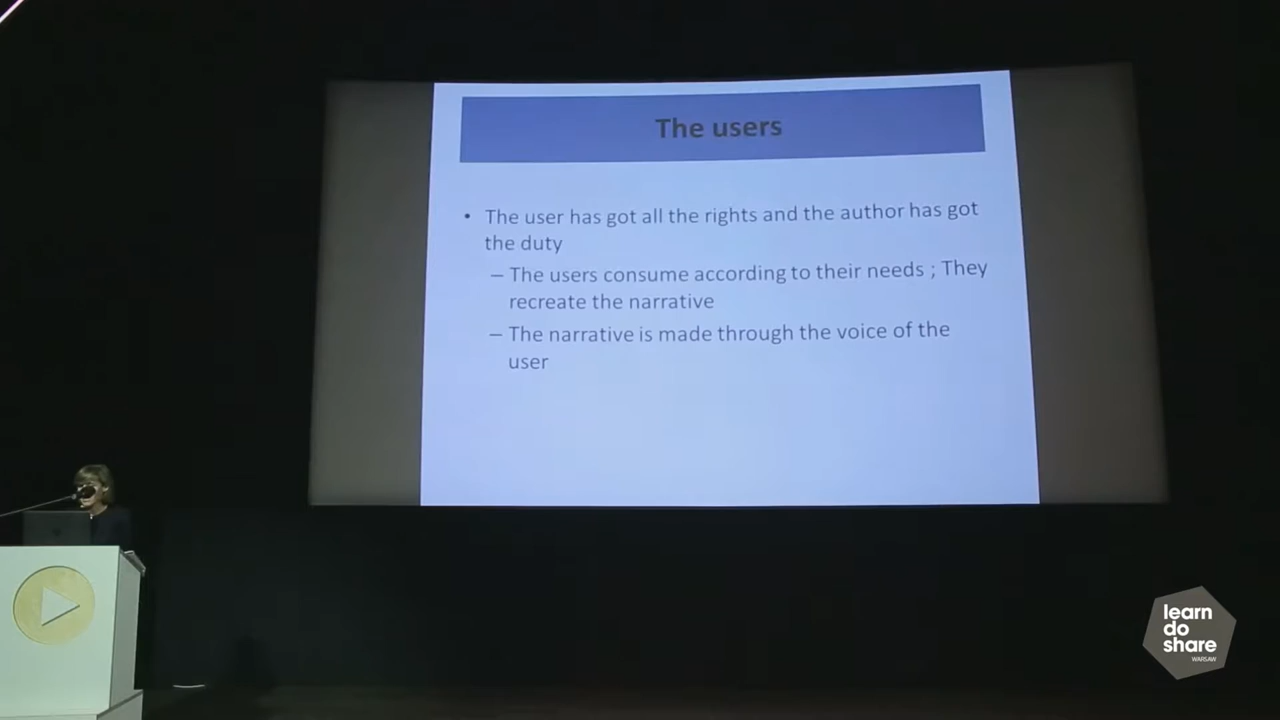 The users
• The user has got all the rights and the author has got
the duty
– The users consume according to their needs ; They
recreate the narrative
– The narrative is made through the voice of the
user
learn
do
share
WARSAW